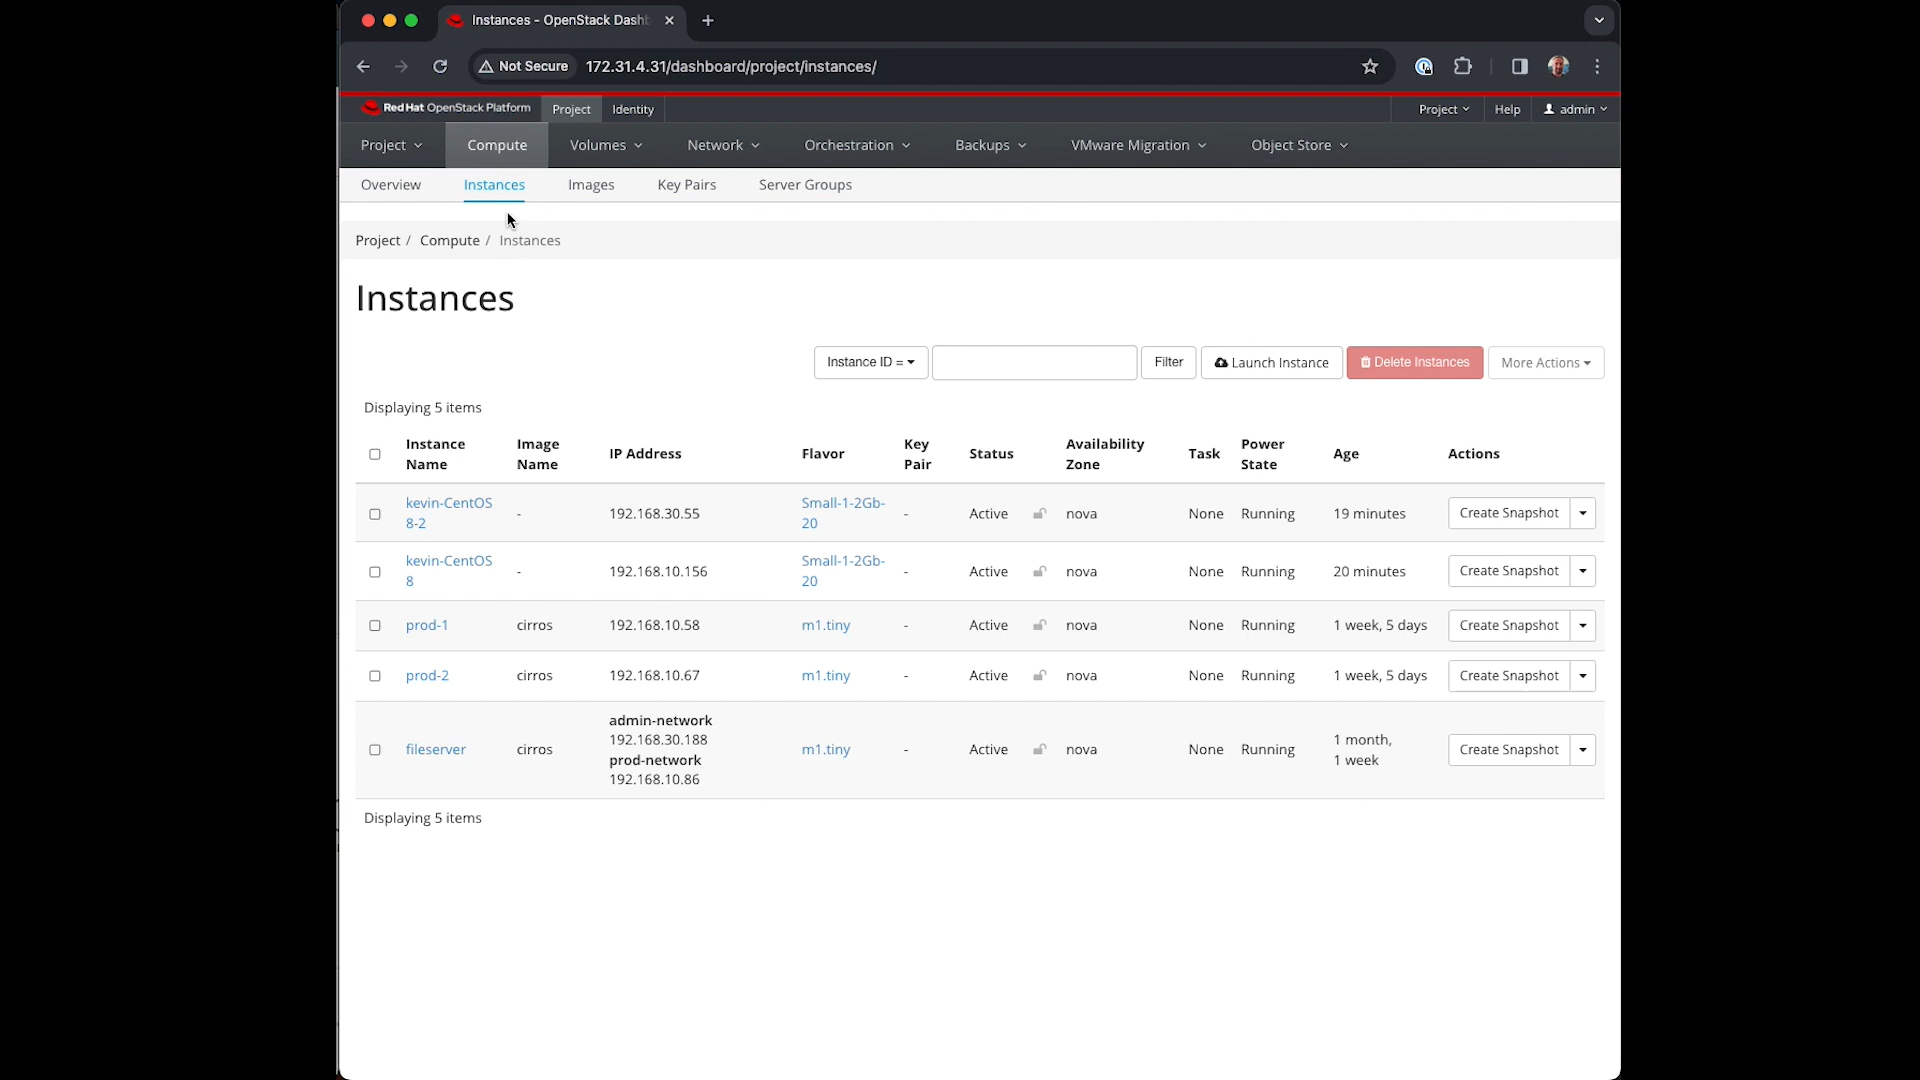 Instances - OpenStack Dashb
Not Secure 172.31.4.31/dashboard/project/instances/
Red Hat OpenStack Platform Project Identity Project Help admin
Project Compute Volumes Network Orchestration Backups VMware Migration Object Store
Overview Instances Images Key Pairs Server Groups
Project / Compute / Instances
Instances
Instance ID = Filter Launch Instance Delete Instances More Actions
Displaying 5 items
Instance Name Image Name IP Address Flavor Key Pair Status Availability Zone Task Power State Age Actions
kevin-CentOS 8-2 - 192.168.30.55 Small-1-2Gb-20 - Active nova None Running 19 minutes Create Snapshot
kevin-CentOS 8 - 192.168.10.156 Small-1-2Gb-20 - Active nova None Running 20 minutes Create Snapshot
prod-1 cirros 192.168.10.58 m1.tiny - Active nova None Running 1 week, 5 days Create Snapshot
prod-2 cirros 192.168.10.67 m1.tiny - Active nova None Running 1 week, 5 days Create Snapshot
fileserver cirros admin-network 192.168.30.188 prod-network 192.168.10.86 m1.tiny - Active nova None Running 1 month, 1 week Create Snapshot
Displaying 5 items